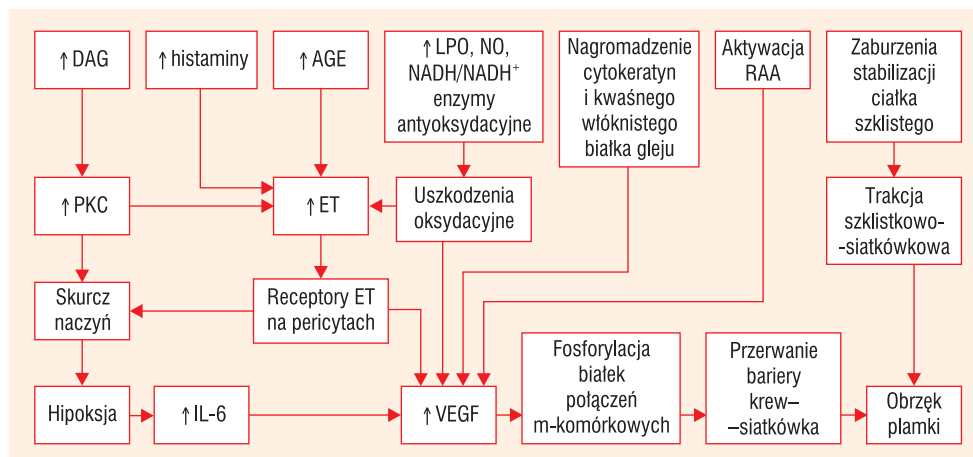 ↑ DAG
↑ histaminy
↑ AGE
↑ LPO, NO,
NADH/NADH⁺
enzymy
antyoksydacyjne
Nagromadzenie
cytokeratyn
i kwaśnego
włóknistego
białka gleju
Aktywacja
RAA
Zaburzenia
stabilizacji
ciałka
szklistego
↑ PKC
↑ ET
Uszkodzenia
oksydacyjne
Trakcja
szklistkowo-
-siatkówkowa
Skurcz
naczyń
Receptory ET
na pericytach
Hipoksja
↑ IL-6
↑ VEGF
Fosforylacja
białek
połączeń
m-komórkowych
Przerwanie
bariery
krew–
–siatkówka
Obrzęk
plamki